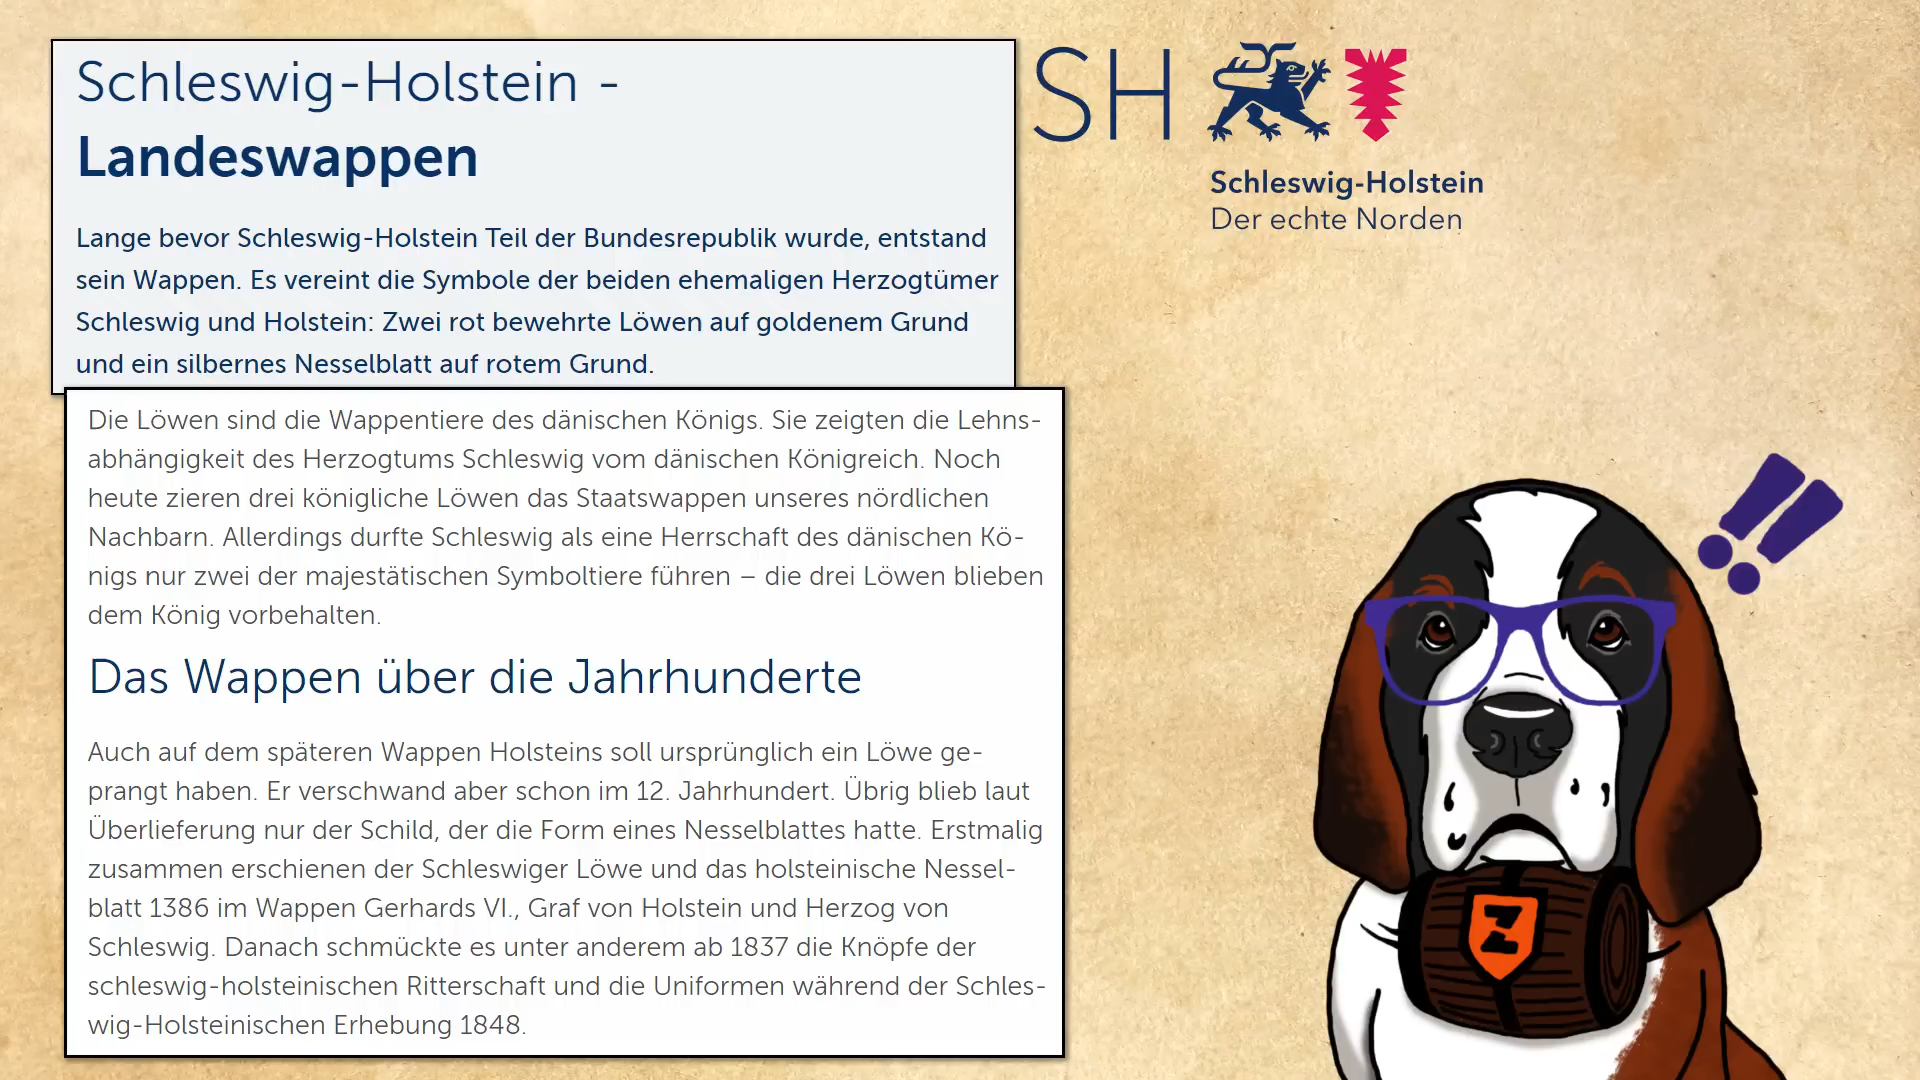 Schleswig-Holstein -
Landeswappen
Lange bevor Schleswig-Holstein Teil der Bundesrepublik wurde, entstand
sein Wappen. Es vereint die Symbole der beiden ehemaligen Herzogtümer
Schleswig und Holstein: Zwei rot bewehrte Löwen auf goldenem Grund
und ein silbernes Nesselblatt auf rotem Grund.
Die Löwen sind die Wappentiere des dänischen Königs. Sie zeigten die Lehns-
abhängigkeit des Herzogtums Schleswig vom dänischen Königreich. Noch
heute zieren drei königliche Löwen das Staatswappen unseres nördlichen
Nachbarn. Allerdings durfte Schleswig als eine Herrschaft des dänischen Kö-
nigs nur zwei der majestätischen Symboltiere führen – die drei Löwen blieben
dem König vorbehalten.
Das Wappen über die Jahrhunderte
Auch auf dem späteren Wappen Holsteins soll ursprünglich ein Löwe ge-
prangt haben. Er verschwand aber schon im 12. Jahrhundert. Übrig blieb laut
Überlieferung nur der Schild, der die Form eines Nesselblattes hatte. Erstmalig
zusammen erschienen der Schleswiger Löwe und das holsteinische Nessel-
blatt 1386 im Wappen Gerhards VI., Graf von Holstein und Herzog von
Schleswig. Danach schmückte es unter anderem ab 1837 die Knöpfe der
schleswig-holsteinischen Ritterschaft und die Uniformen während der Schles-
wig-Holsteinischen Erhebung 1848.
SH
Schleswig-Holstein
Der echte Norden
!!
Z